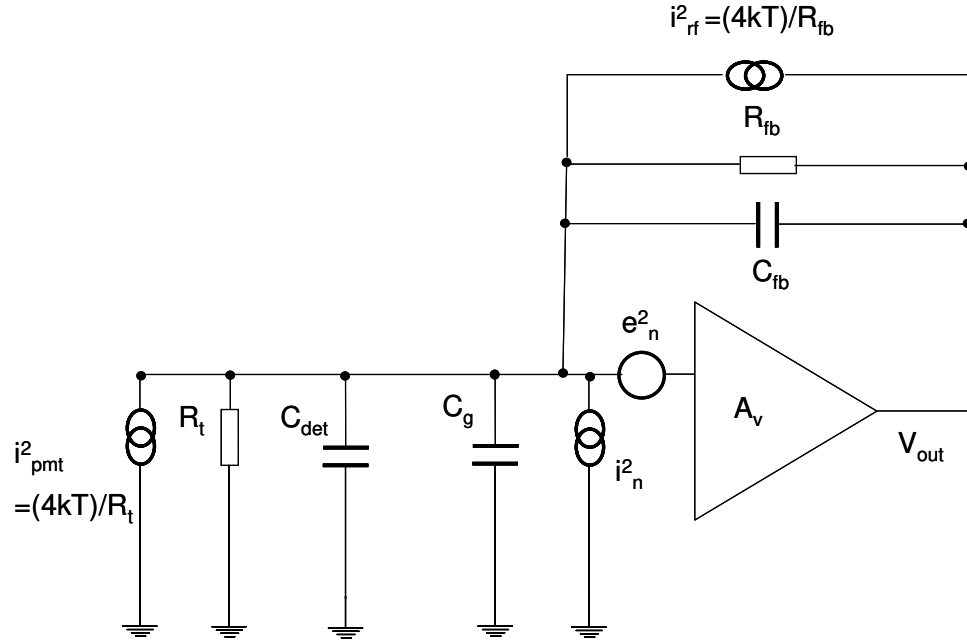 i²rf =(4kT)/Rfb
Rfb
Cfb
e²n
Rt
Cdet
Cg
Av
i²n
Vout
i²pmt
=(4kT)/Rt